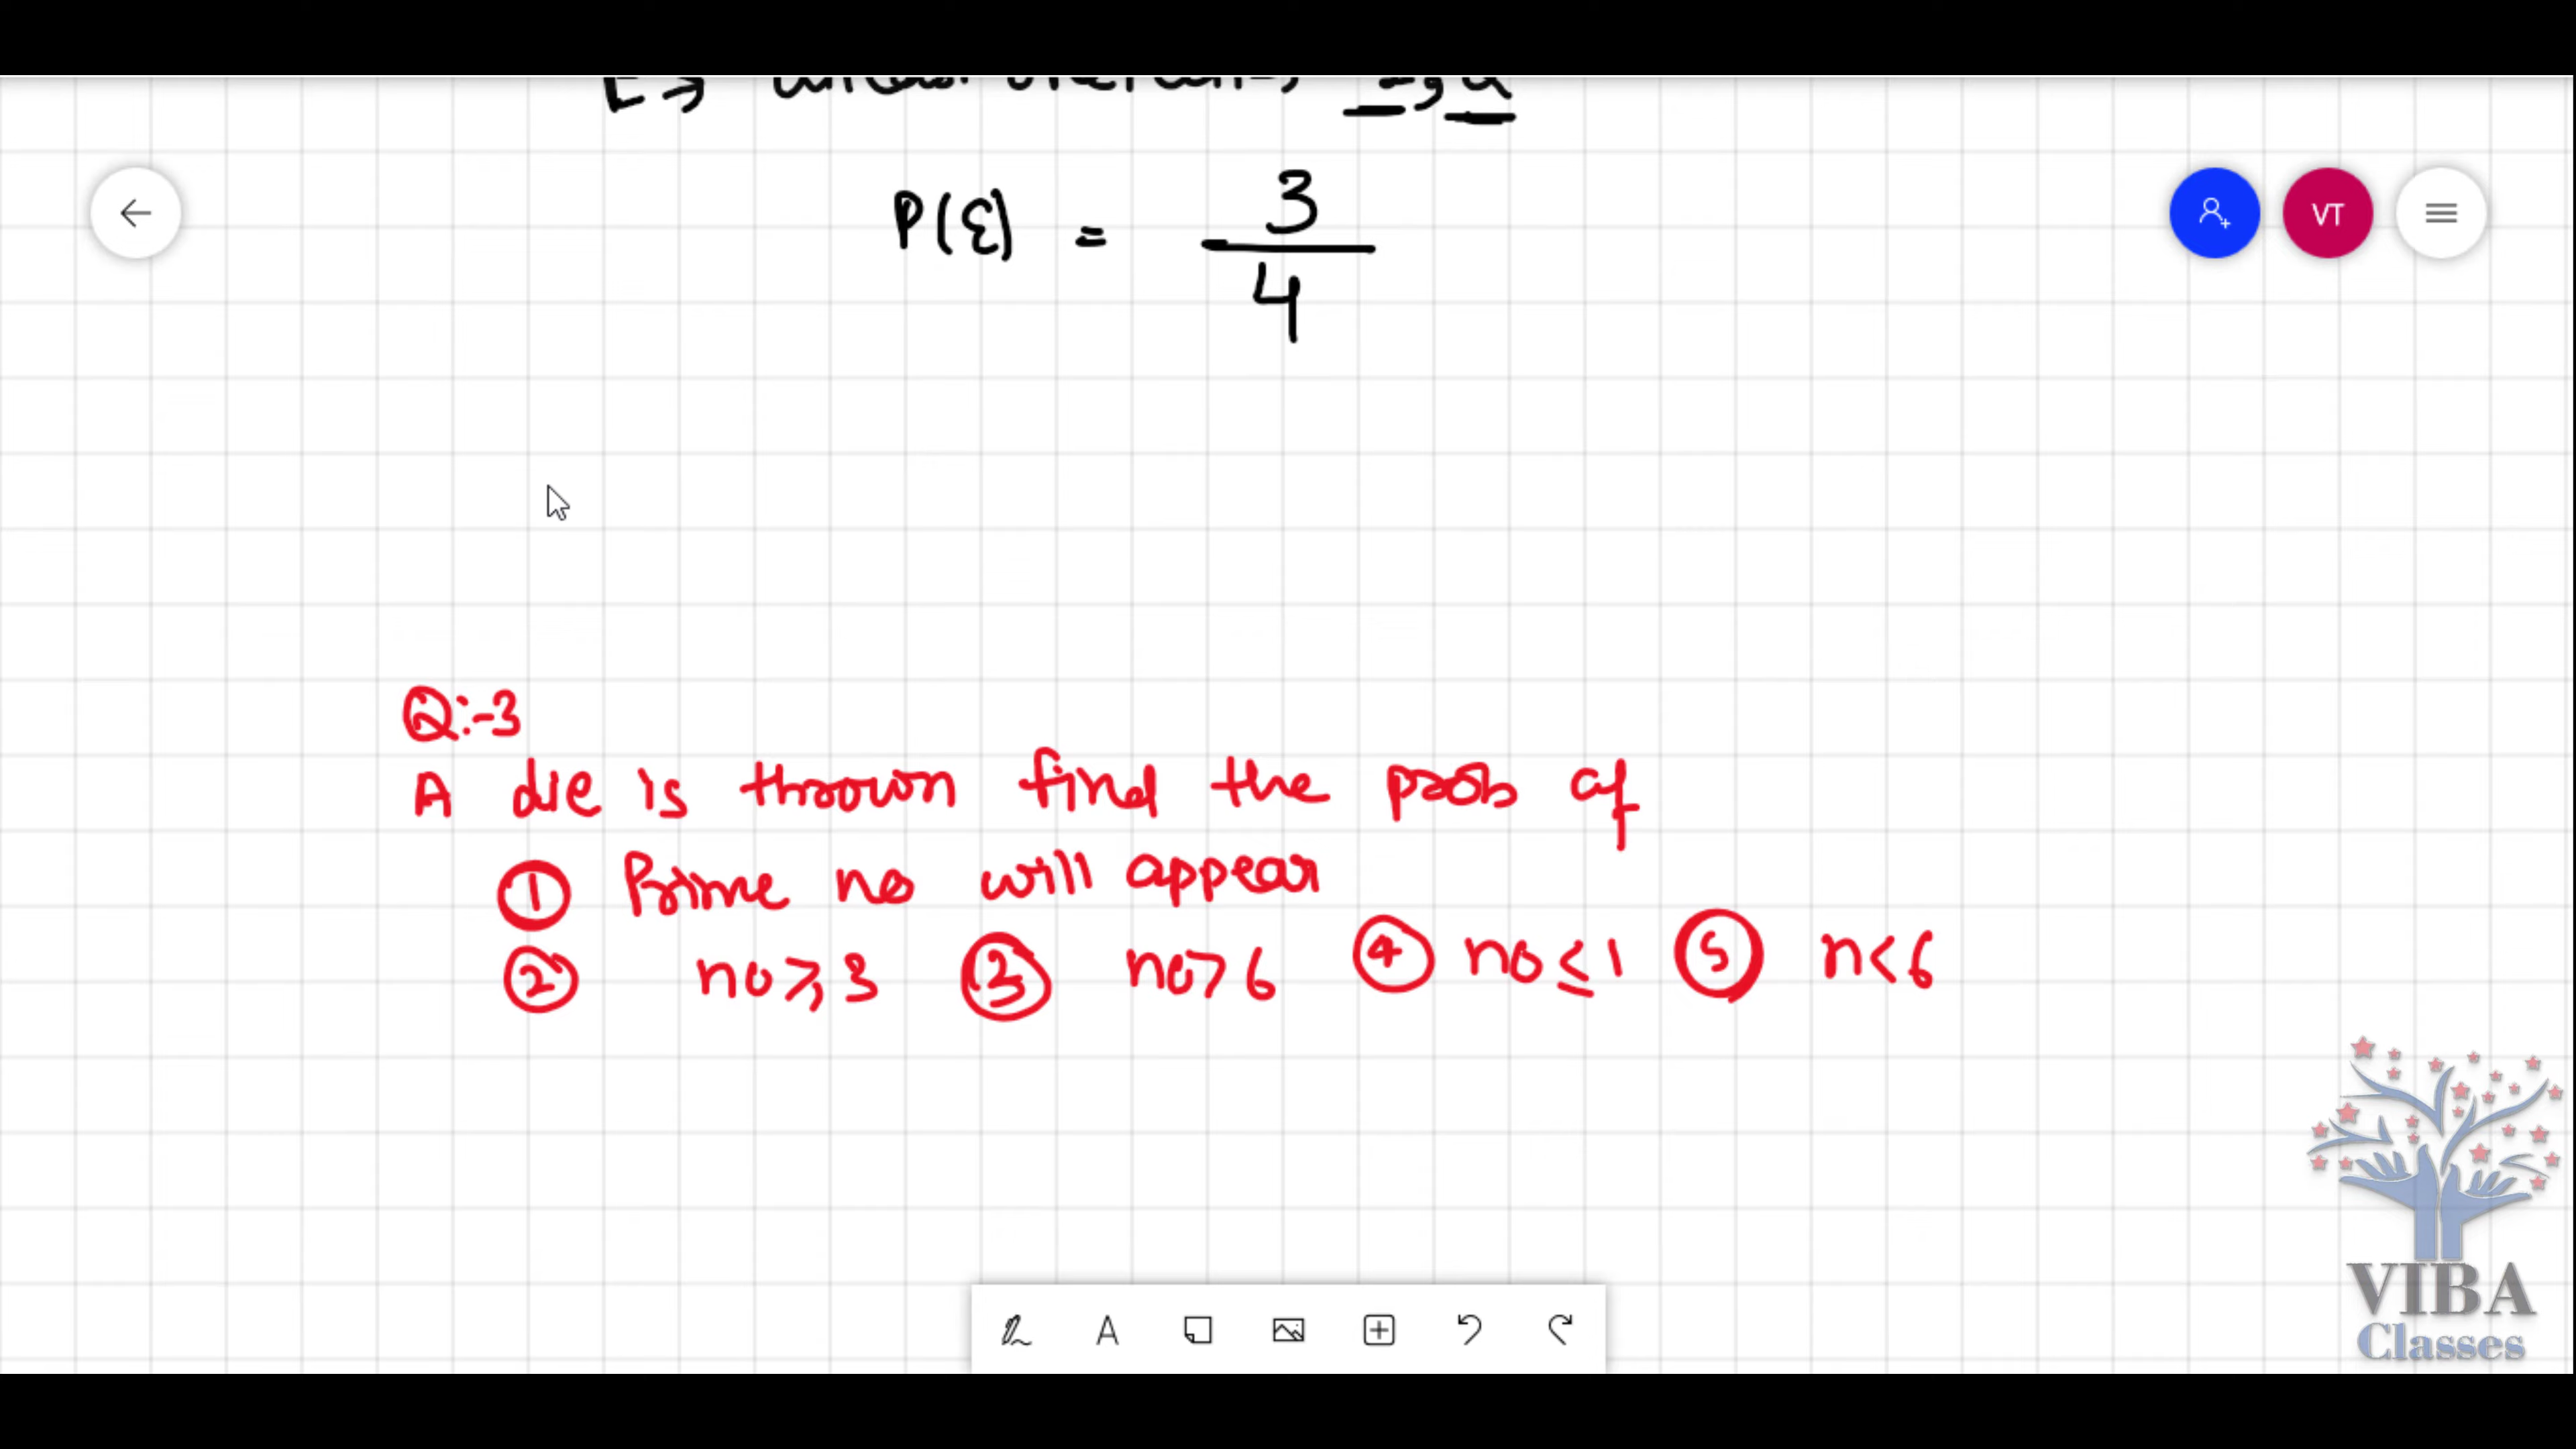 P(E) = 3/4
VT
Q:-3
A die is thrown find the prob of
① Prime no will appear
② no ≥ 3 ③ no > 6 ④ no ≤ 1 ⑤ n < 6
VIBA
Classes